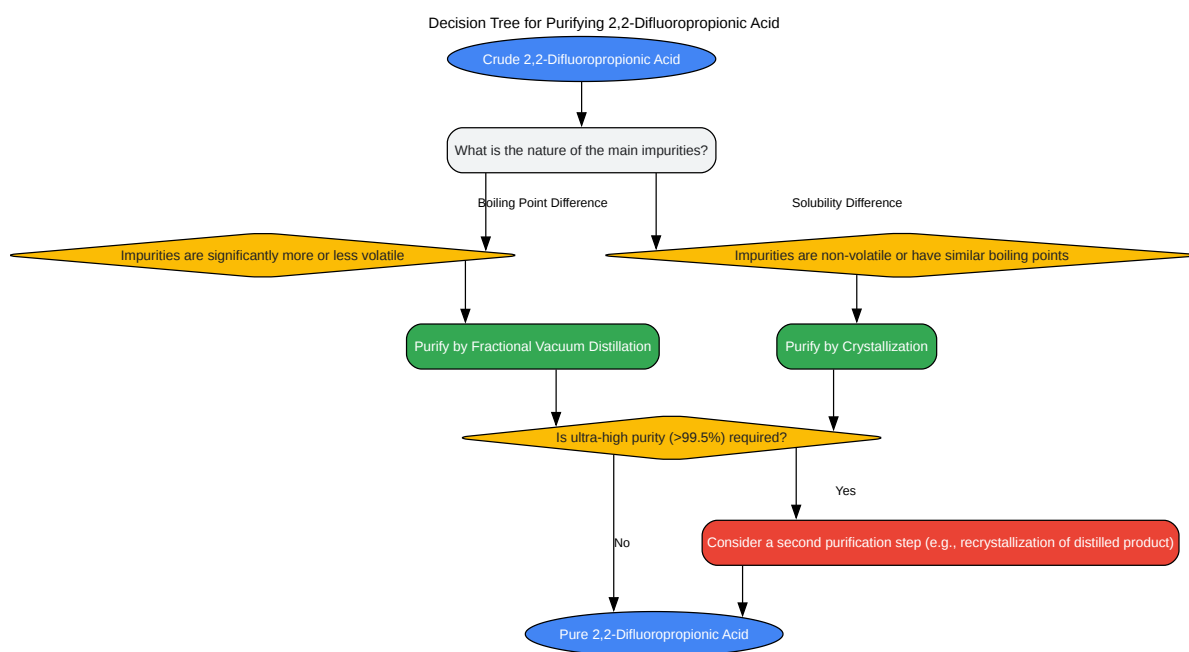 Decision Tree for Purifying 2,2-Difluoropropionic Acid
Crude 2,2-Difluoropropionic Acid
What is the nature of the main impurities?
Boiling Point Difference
Solubility Difference
Impurities are significantly more or less volatile
Impurities are non-volatile or have similar boiling points
Purify by Fractional Vacuum Distillation
Purify by Crystallization
Is ultra-high purity (>99.5%) required?
Yes
No
Consider a second purification step (e.g., recrystallization of distilled product)
Pure 2,2-Difluoropropionic Acid